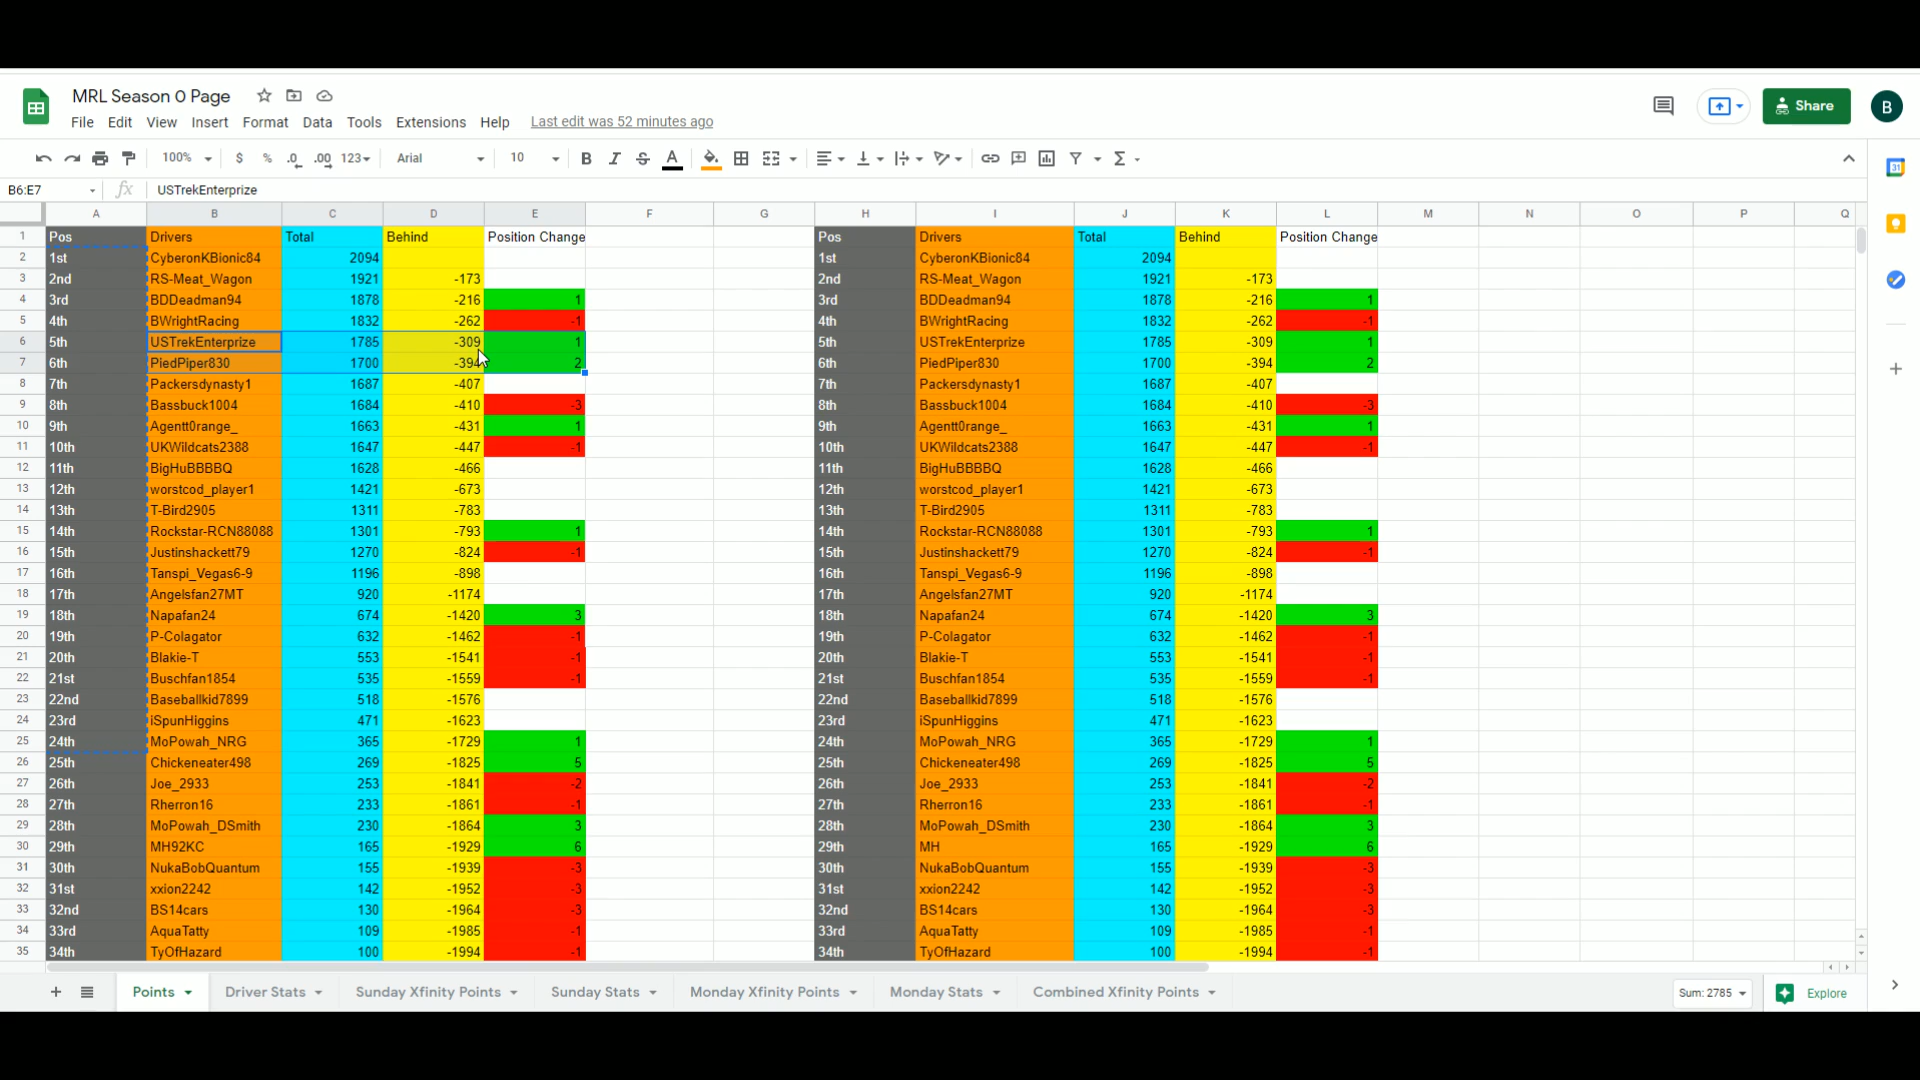 MRL Season 0 Page
File Edit View Insert Format Data Tools Extensions Help Last edit was 52 minutes ago
Share
B
100% $ % .0 .00 123 Arial 10 B I S A
B6:E7 fx USTrekEnterprize
A B C D E F G H I J K L M N O P Q
1 Pos Drivers Total Behind Position Change Pos Drivers Total Behind Position Change
2 1st CyberonKBionic84 2094 1st CyberonKBionic84 2094
3 2nd RS-Meat_Wagon 1921 -173 2nd RS-Meat_Wagon 1921 -173
4 3rd BDDeadman94 1878 -216 1 3rd BDDeadman94 1878 -216 1
5 4th BWrightRacing 1832 -262 -1 4th BWrightRacing 1832 -262 -1
6 5th USTrekEnterprize 1785 -309 1 5th USTrekEnterprize 1785 -309 1
7 6th PiedPiper830 1700 -394 2 6th PiedPiper830 1700 -394 2
8 7th Packersdynasty1 1687 -407 7th Packersdynasty1 1687 -407
9 8th Bassbuck1004 1684 -410 -3 8th Bassbuck1004 1684 -410 -3
10 9th Agentt0range_ 1663 -431 1 9th Agentt0range_ 1663 -431 1
11 10th UKWildcats2388 1647 -447 -1 10th UKWildcats2388 1647 -447 -1
12 11th BigHuBBBBQ 1628 -466 11th BigHuBBBBQ 1628 -466
13 12th worstcod_player1 1421 -673 12th worstcod_player1 1421 -673
14 13th T-Bird2905 1311 -783 13th T-Bird2905 1311 -783
15 14th Rockstar-RCN88088 1301 -793 1 14th Rockstar-RCN88088 1301 -793 1
16 15th Justinshackett79 1270 -824 -1 15th Justinshackett79 1270 -824 -1
17 16th Tanspi_Vegas6-9 1196 -898 16th Tanspi_Vegas6-9 1196 -898
18 17th Angelsfan27MT 920 -1174 17th Angelsfan27MT 920 -1174
19 18th Napafan24 674 -1420 3 18th Napafan24 674 -1420 3
20 19th P-Colagator 632 -1462 -1 19th P-Colagator 632 -1462 -1
21 20th Blakie-T 553 -1541 -1 20th Blakie-T 553 -1541 -1
22 21st Buschfan1854 535 -1559 -1 21st Buschfan1854 535 -1559 -1
23 22nd Baseballkid7899 518 -1576 22nd Baseballkid7899 518 -1576
24 23rd iSpunHiggins 471 -1623 23rd iSpunHiggins 471 -1623
25 24th MoPowah_NRG 365 -1729 1 24th MoPowah_NRG 365 -1729 1
26 25th Chickeneater498 269 -1825 5 25th Chickeneater498 269 -1825 5
27 26th Joe_2933 253 -1841 -2 26th Joe_2933 253 -1841 -2
28 27th Rherron16 233 -1861 -1 27th Rherron16 233 -1861 -1
29 28th MoPowah_DSmith 230 -1864 3 28th MoPowah_DSmith 230 -1864 3
30 29th MH92KC 165 -1929 6 29th MH 165 -1929 6
31 30th NukaBobQuantum 155 -1939 -3 30th NukaBobQuantum 155 -1939 -3
32 31st xxion2242 142 -1952 -3 31st xxion2242 142 -1952 -3
33 32nd BS14cars 130 -1964 -3 32nd BS14cars 130 -1964 -3
34 33rd AquaTatty 109 -1985 -1 33rd AquaTatty 109 -1985 -1
35 34th TyOfHazard 100 -1994 -1 34th TyOfHazard 100 -1994 -1
Points Driver Stats Sunday Xfinity Points Sunday Stats Monday Xfinity Points Monday Stats Combined Xfinity Points Sum: 2785 Explore